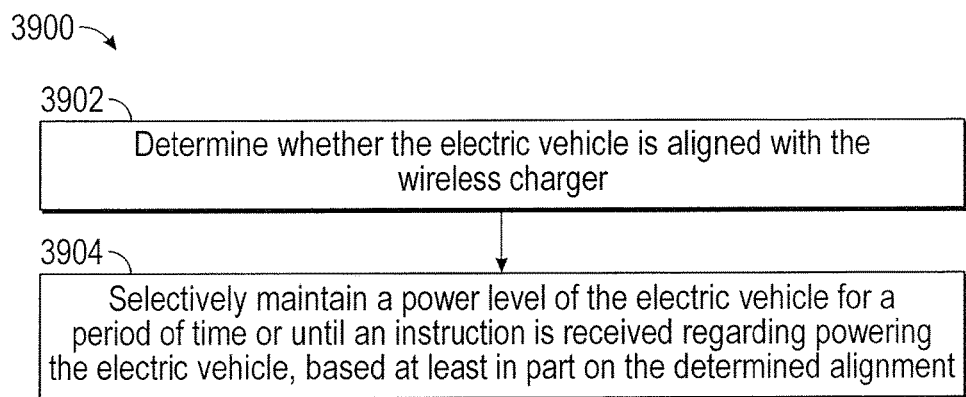 3900
3902
Determine whether the electric vehicle is aligned with the
wireless charger
3904
Selectively maintain a power level of the electric vehicle for a
period of time or until an instruction is received regarding powering
the electric vehicle, based at least in part on the determined alignment